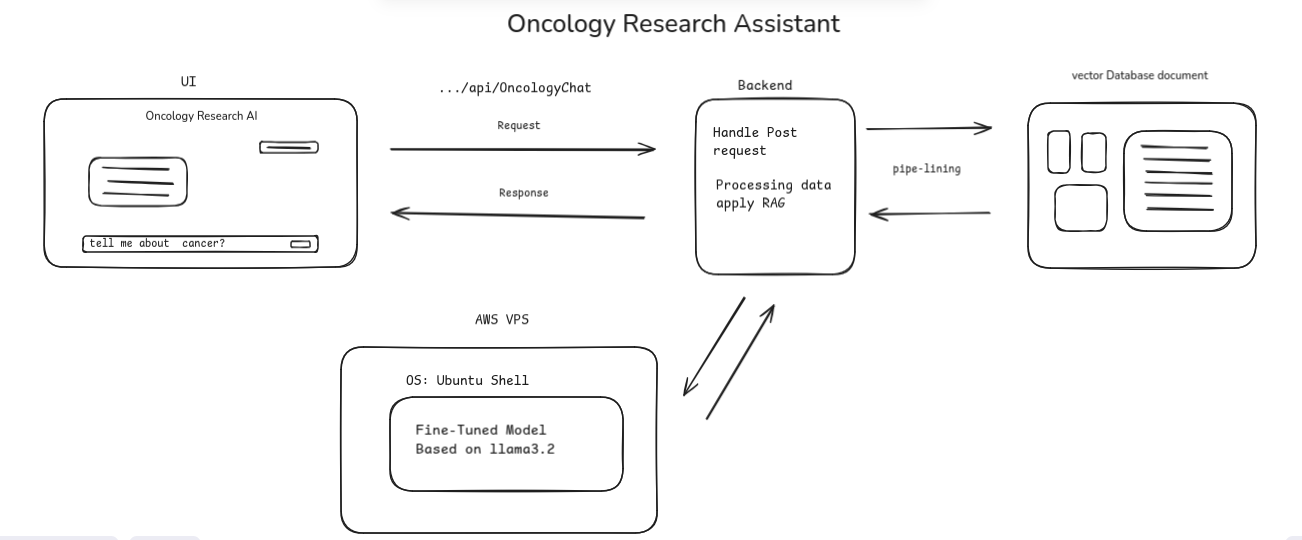 Oncology Research Assistant
UI
Oncology Research AI
tell me about cancer?
.../api/OncologyChat
Request
Response
Backend
Handle Post
request
Processing data
apply RAG
vector Database document
pipe-lining
AWS VPS
OS: Ubuntu Shell
Fine-Tuned Model
Based on llama3.2